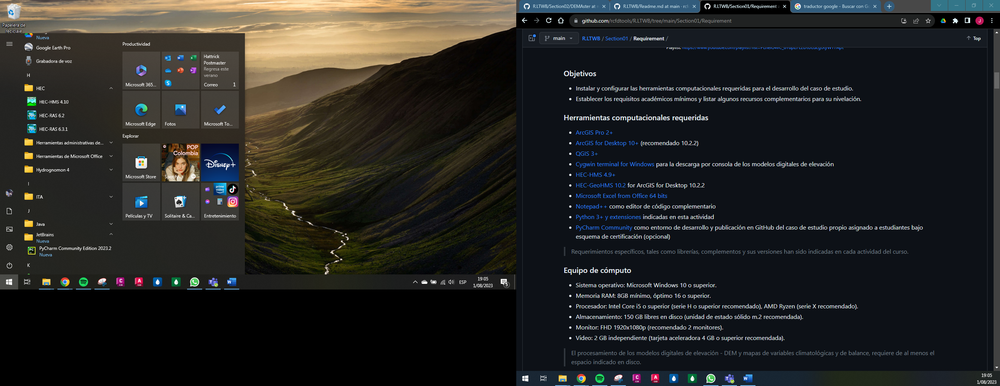 Papelera de
reciclaje
Nueva
Google Earth Pro
Grabadora de voz
H
HEC
HEC-HMS 4.10
HEC-RAS 6.2
HEC-RAS 6.3.1
Herramientas administrativas de...
Herramientas de Microsoft Office
Hydrognomon 4
I
ITA
J
Java
JetBrains
Nueva
PyCharm Community Edition 2023.2
Nueva
K
Productividad
Microsoft 365...
Hattrick
Postmaster
Regresa este
verano
Correo 1
Microsoft Edge
Fotos
Microsoft To...
Explorar
Microsoft Store
POP
Colombia
Spotify
Disney+
Películas y TV
Solitaire & Ca...
prime
video
Entretenimiento
ESP
19:05
1/08/2023
5
R.LTWB/Section02/DEMAster at
R.LTWB/Readme.md at main · rcf
R.LTWB/Section01/Requirement
traductor google - Buscar con Go
github.com/rcfdtools/R.LTWB/tree/main/Section01/Requirement
J
main
R.LTWB / Section01 / Requirement /
Top
Objetivos
Instalar y configurar las herramientas computacionales requeridas para el desarrollo del caso de estudio.
Establecer los requisitos académicos mínimos y listar algunos recursos complementarios para su nivelación.
Herramientas computacionales requeridas
ArcGIS Pro 2+
ArcGIS for Desktop 10+ (recomendado 10.2.2)
QGIS 3+
Cygwin terminal for Windows para la descarga por consola de los modelos digitales de elevación
HEC-HMS 4.9+
HEC-GeoHMS 10.2 for ArcGIS for Desktop 10.2.2
Microsoft Excel from Office 64 bits
Notepad++ como editor de código complementario
Python 3+ y extensiones indicadas en esta actividad
PyCharm Community como entorno de desarrollo y publicación en GitHub del caso de estudio propio asignado a estudiantes bajo
esquema de certificación (opcional)
Requerimientos específicos, tales como librerías, complementos y sus versiones han sido indicadas en cada actividad del curso.
Equipo de cómputo
Sistema operativo: Microsoft Windows 10 o superior.
Memoria RAM: 8GB mínimo, óptimo 16 o superior.
Procesador: Intel Core i5 o superior (serie H o superior recomendado), AMD Ryzen (serie X recomendado).
Almacenamiento: 150 GB libres en disco (unidad de estado sólido m.2 recomendada).
Monitor: FHD 1920x1080p (recomendado 2 monitores).
Video: 2 GB independiente (tarjeta aceleradora 4 GB o superior recomendada).
El procesamiento de los modelos digitales de elevación - DEM y mapas de variables climatológicas y de balance, requiere de al menos el
espacio indicado en disco.
19:05
1/08/2023